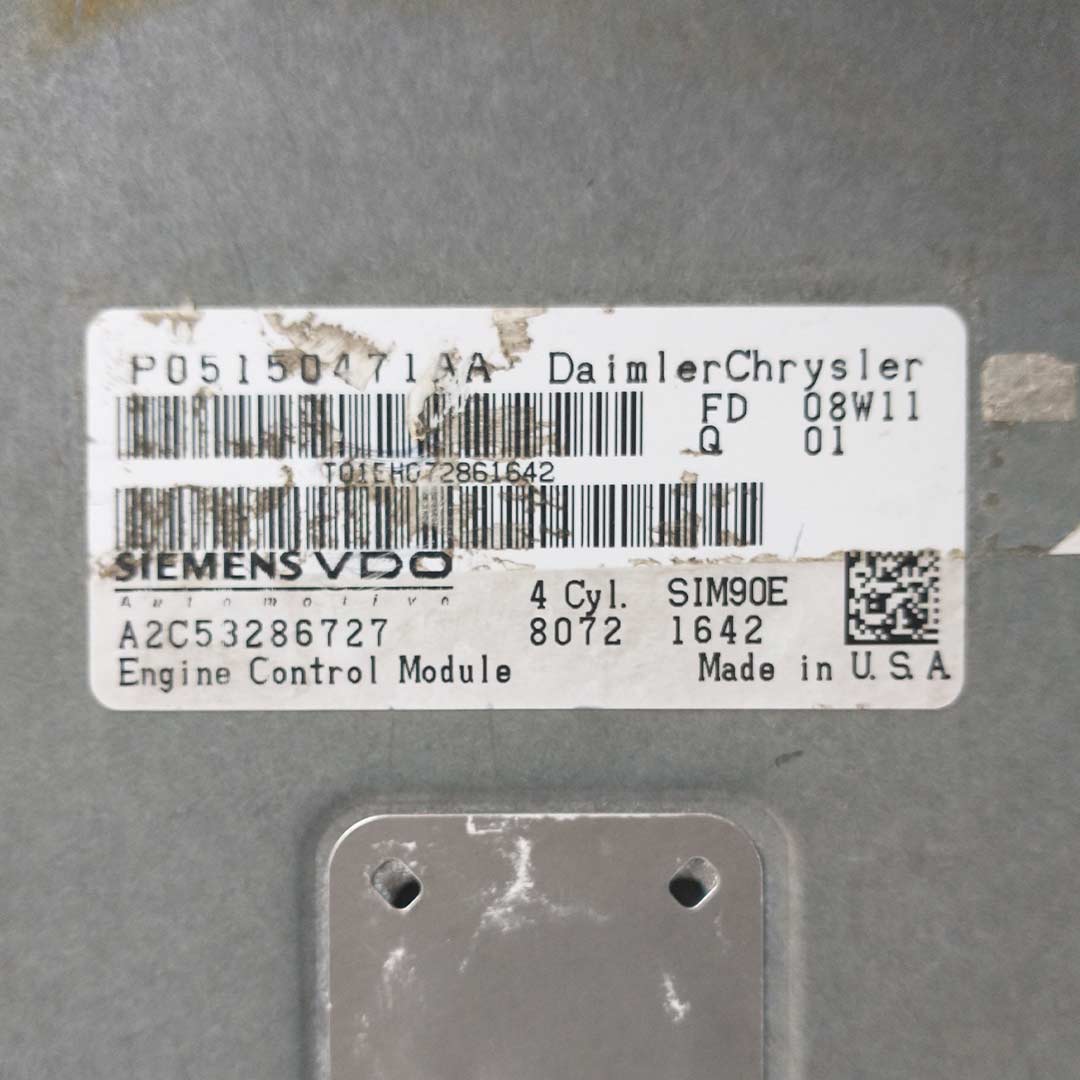 P05150471AA DaimlerChrysler
FD 08W11
Q 01
SIEMENS VDO
Automotive
4 Cyl. SIM90E
A2C53286727 8072 1642
Engine Control Module Made in U.S.A